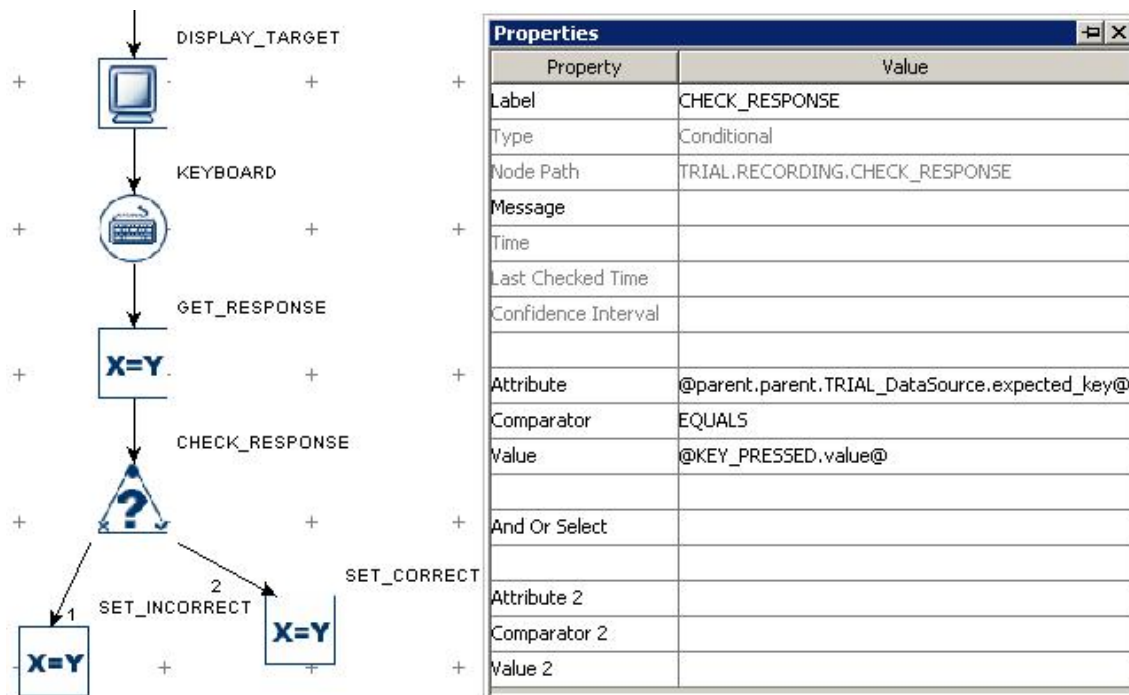 DISPLAY_TARGET
KEYBOARD
GET_RESPONSE
X=Y
CHECK_RESPONSE
?
SET_CORRECT
2
1
SET_INCORRECT
X=Y
X=Y
Properties
Property Value
Label CHECK_RESPONSE
Type Conditional
Node Path TRIAL.RECORDING.CHECK_RESPONSE
Message
Time
Last Checked Time
Confidence Interval
Attribute @parent.parent.TRIAL_DataSource.expected_key@
Comparator EQUALS
Value @KEY_PRESSED.value@
And Or Select
Attribute 2
Comparator 2
Value 2